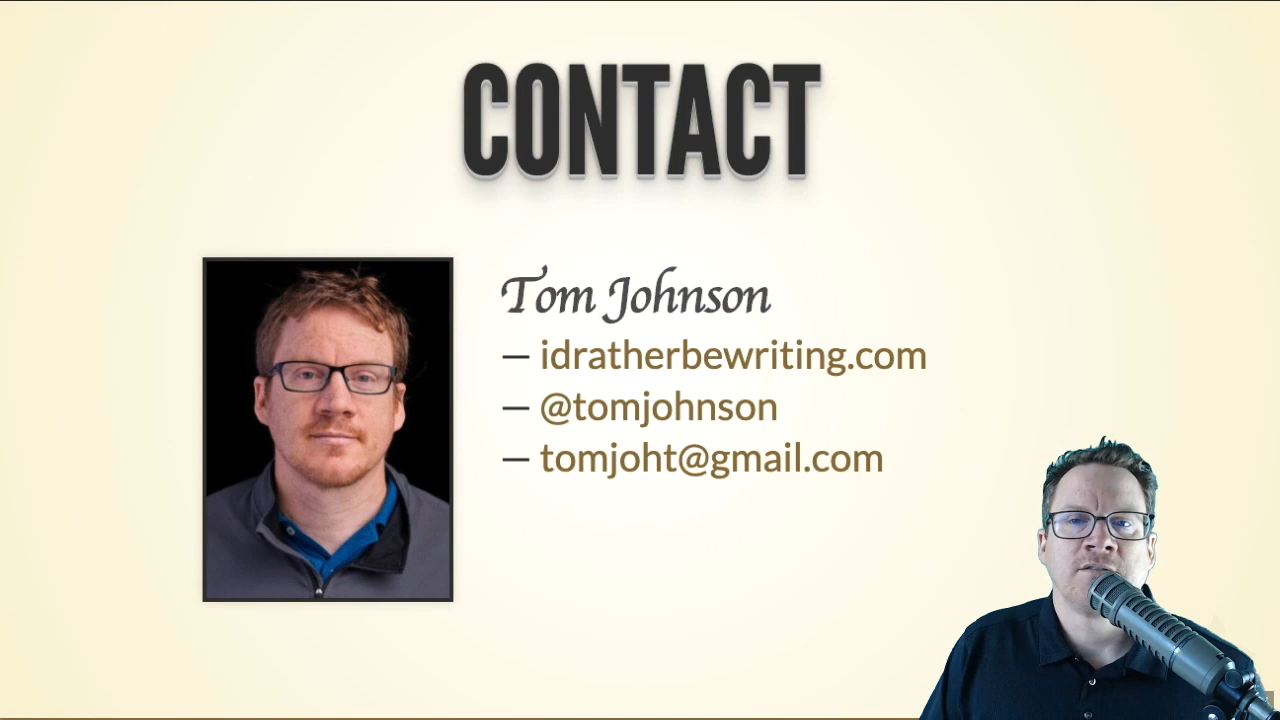 CONTACT
Tom Johnson
— idratherbewriting.com
— @tomjohnson
— tomjoht@gmail.com